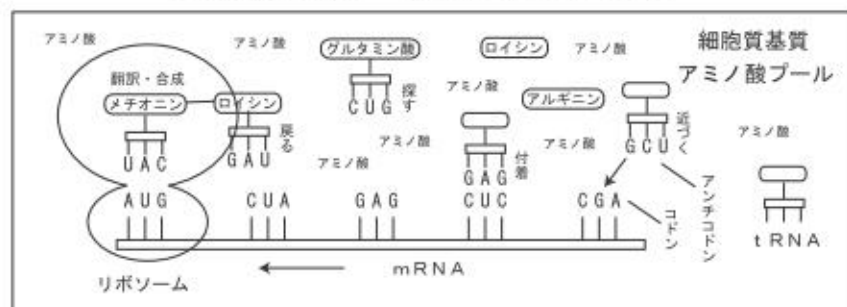 アミノ酸
アミノ酸
グルタミン酸
ロイシン
アミノ酸
細胞質基質
アミノ酸プール
翻訳・合成
メチオニン
ロイシン
CUG
探す
アミノ酸
アルギニン
近づく
UAC
GAU
戻る
アミノ酸
アミノ酸
GAG
付着
アミノ酸
GCU
アミノ酸
AUG
CUA
GAG
CUC
CGA
コドン
アンチコドン
tRNA
リボソーム
mRNA